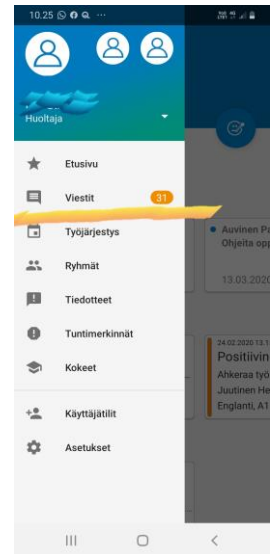 10.25
Huoltaja
Etusivu
Viestit 31
Työjärjestys
Ryhmät
Tiedotteet
Tuntimerkinnät
Kokeet
Käyttäjätilit
Asetukset
Auvinen Pa
Ohjeita opp
13.03.2020
24.02.2020 13.1
Positiivin
Ahkeraa työ
Juutinen He
Englanti, A1